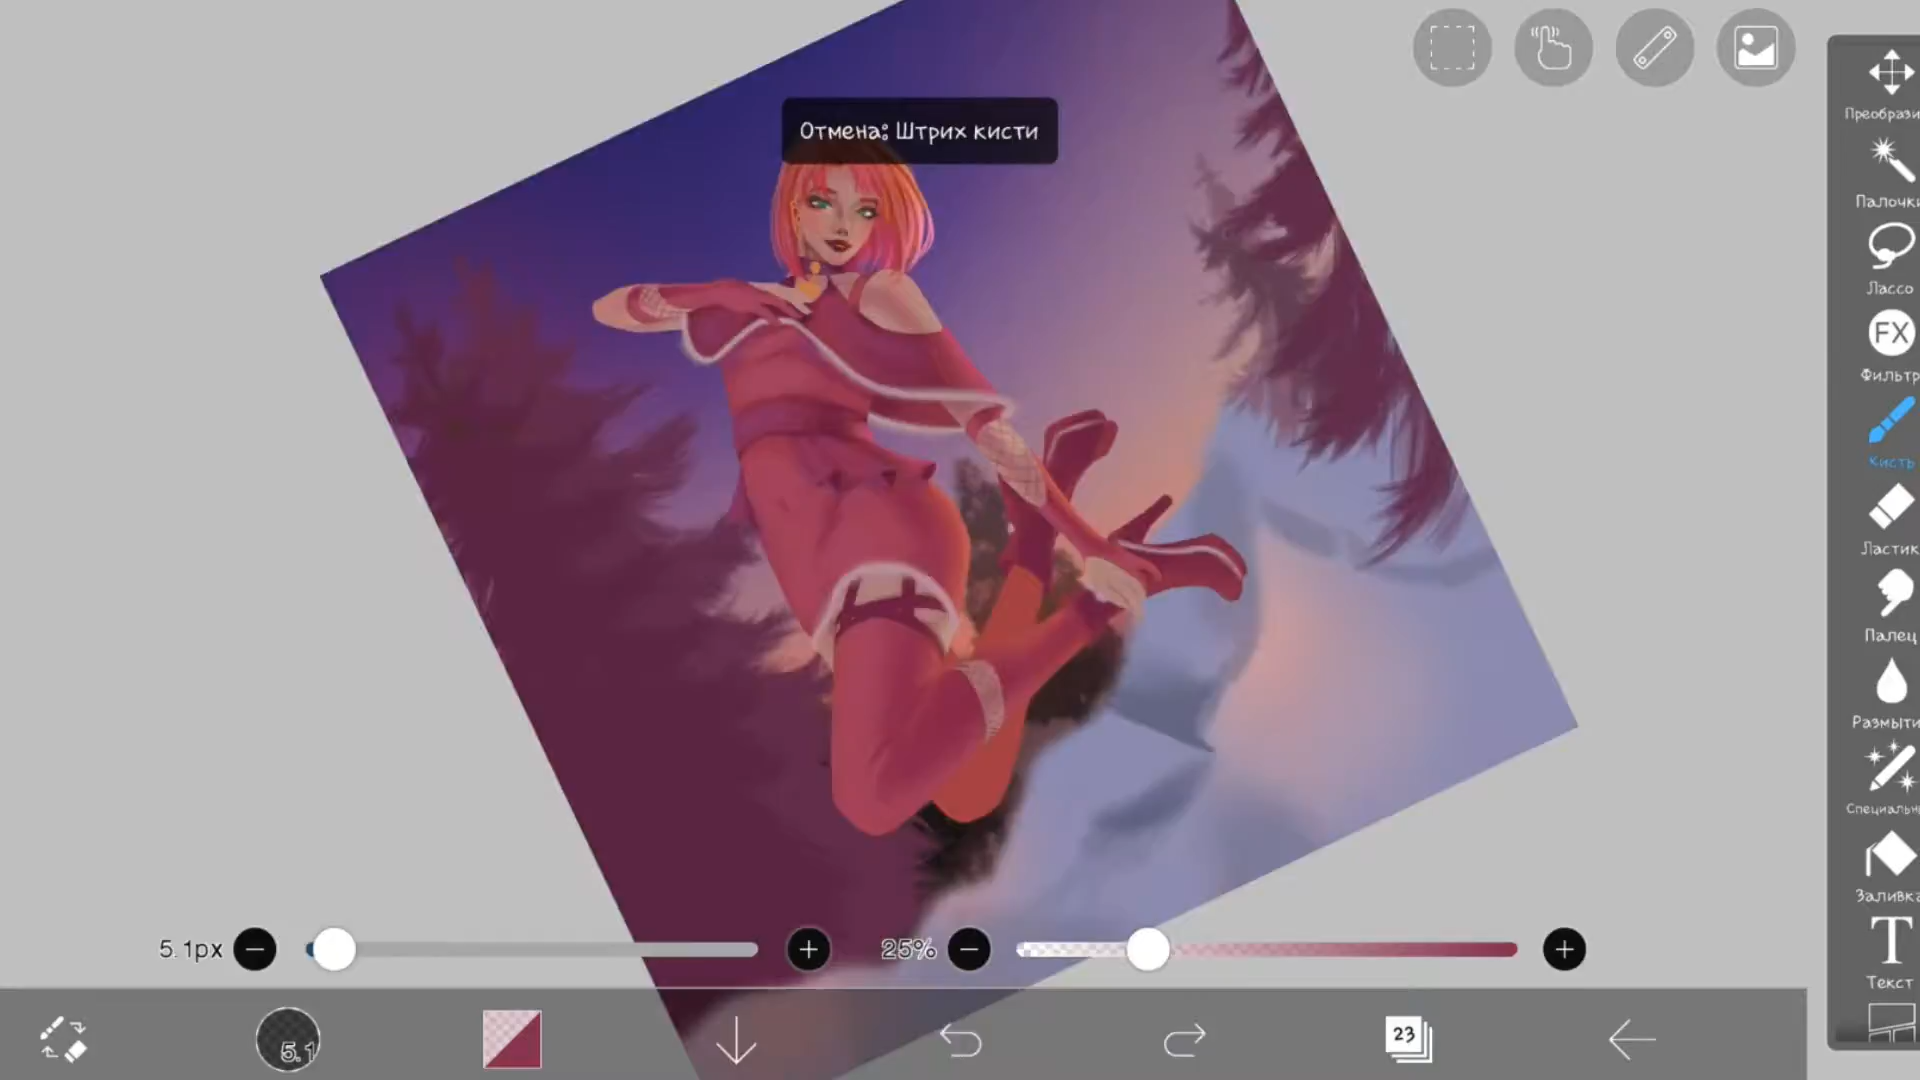 Отмена: Штрих кисти
Преобрази
Палочки
Лассо
FX
Фильтр
Кисть
Ластик
Палец
Размыти
Специальн
Заливка
T
Текст
5.1px
25%
5.1
23